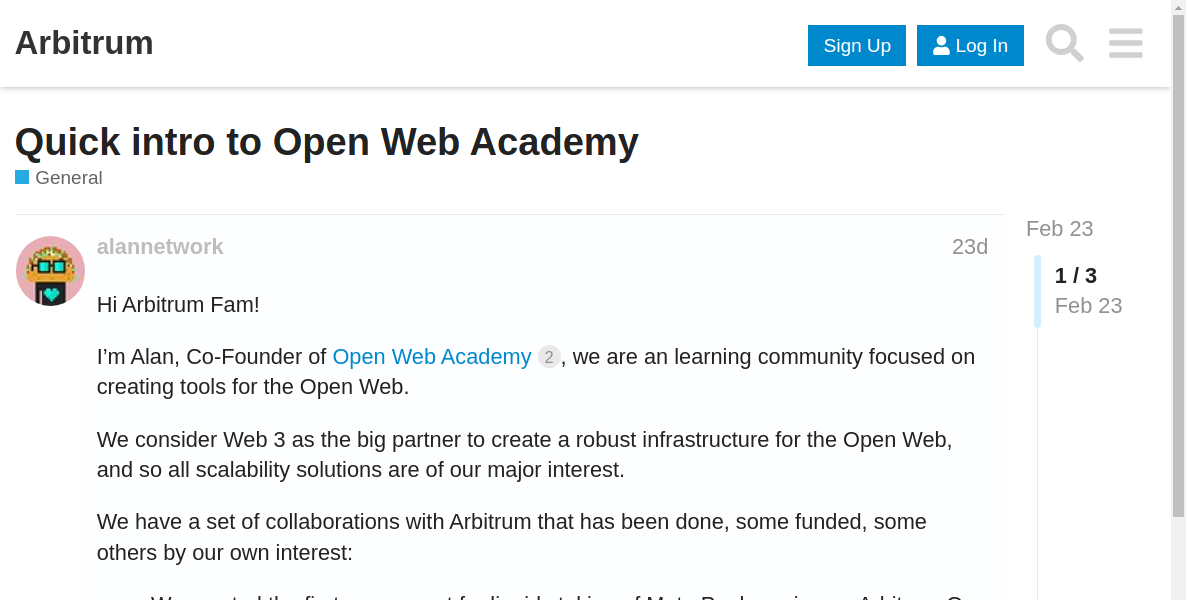 Arbitrum
Sign Up
Log In
Quick intro to Open Web Academy
General
alannetwork
23d
Feb 23
1 / 3
Feb 23
Hi Arbitrum Fam!
I’m Alan, Co-Founder of Open Web Academy 2, we are an learning community focused on
creating tools for the Open Web.
We consider Web 3 as the big partner to create a robust infrastructure for the Open Web,
and so all scalability solutions are of our major interest.
We have a set of collaborations with Arbitrum that has been done, some funded, some
others by our own interest: